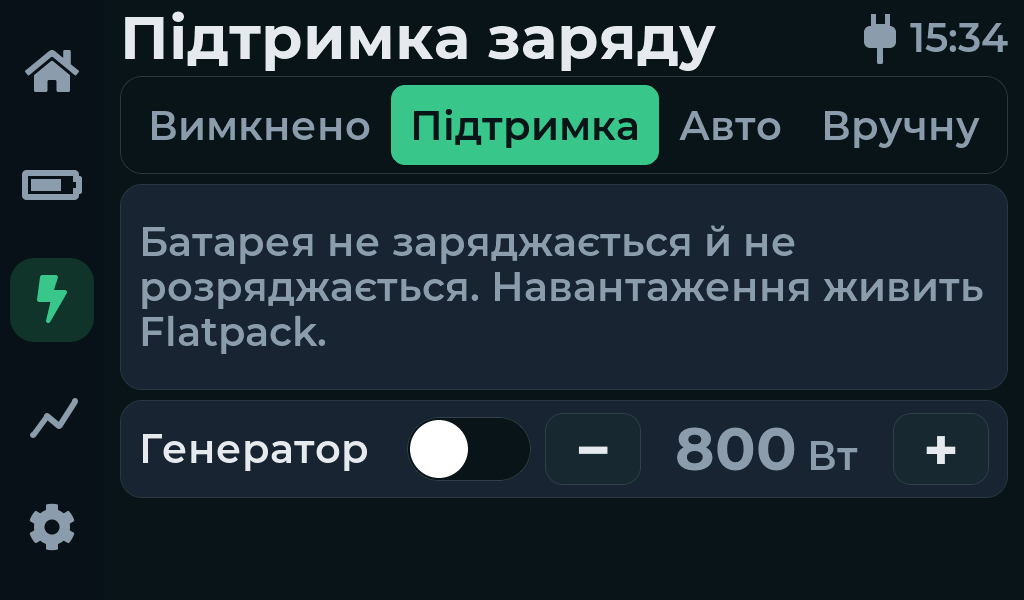 Підтримка заряду
15:34
Вимкнено Підтримка Авто Вручну
Батарея не заряджається й не
розряджається. Навантаження живить
Flatpack.
Генератор − 800 Вт +